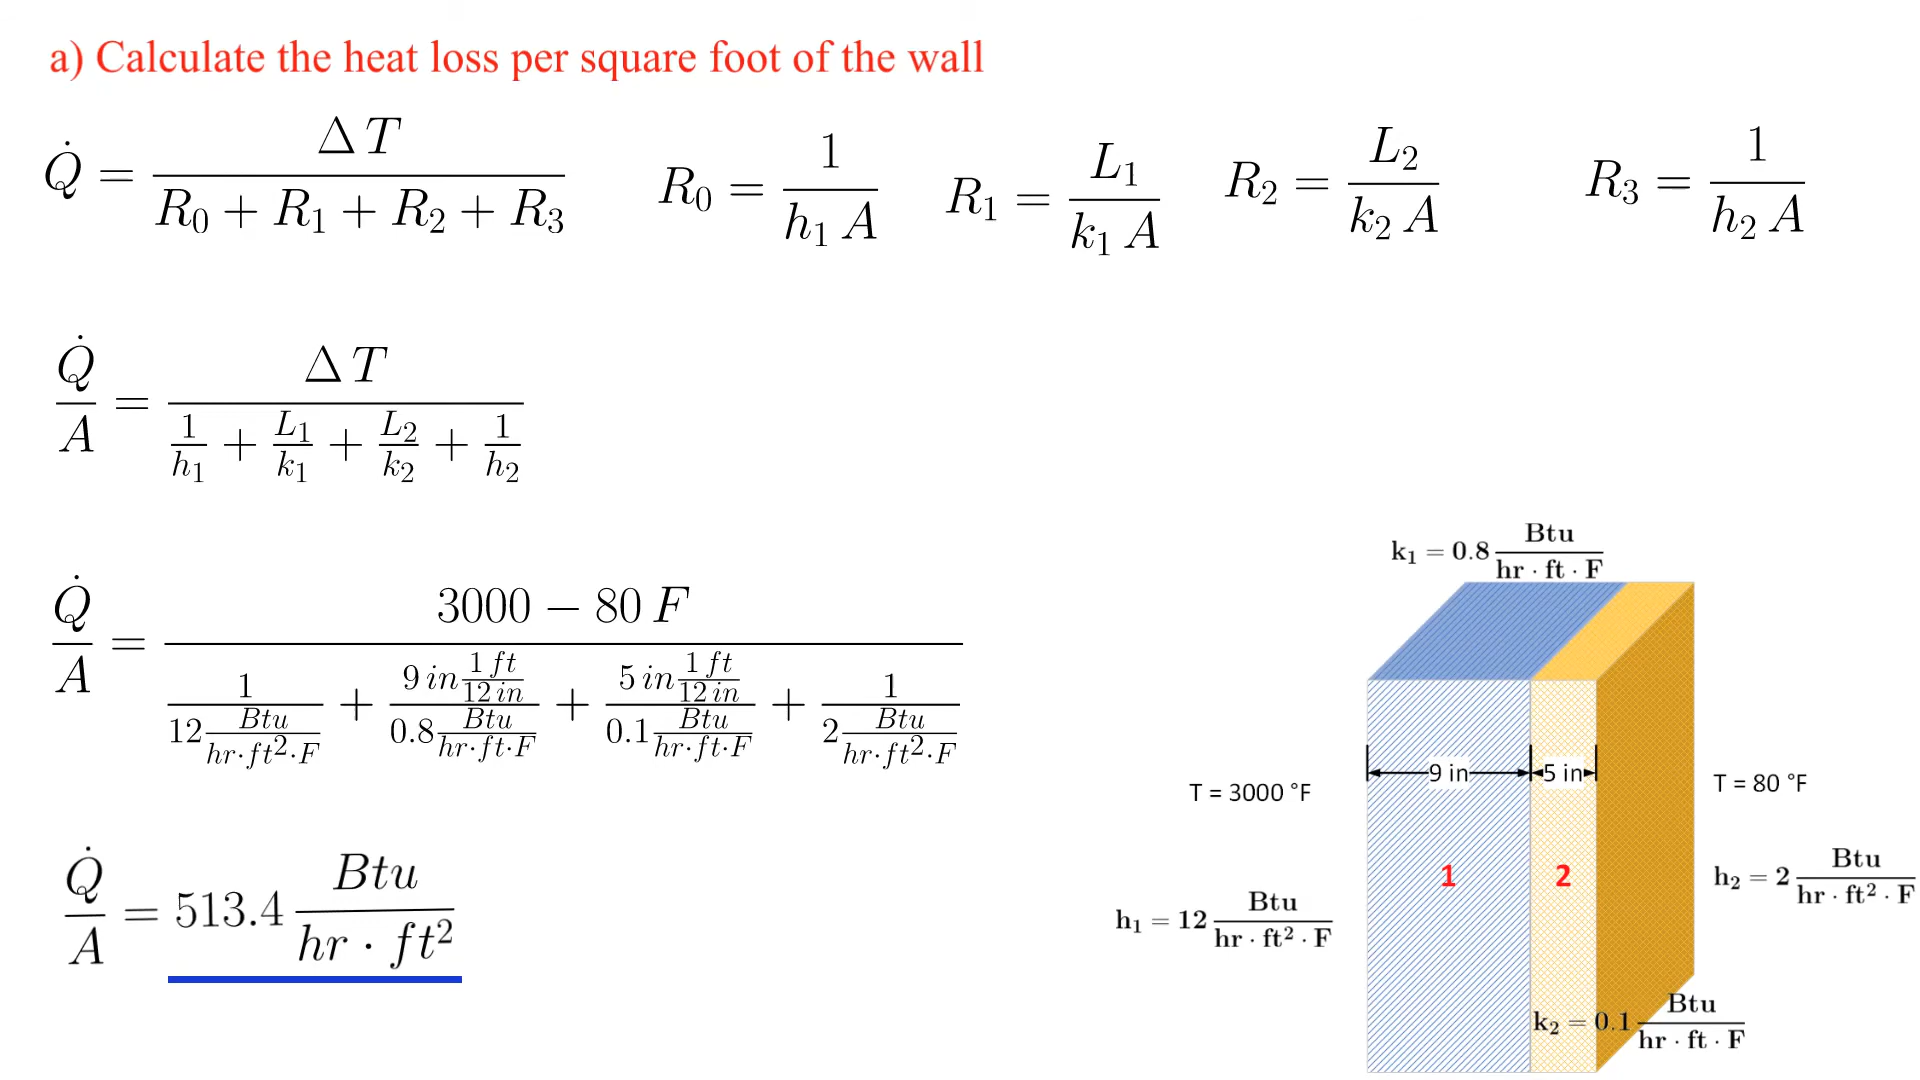 a) Calculate the heat loss per square foot of the wall
Q̇ = ΔT / (R₀ + R₁ + R₂ + R₃)   R₀ = 1 / (h₁ A)   R₁ = L₁ / (k₁ A)   R₂ = L₂ / (k₂ A)   R₃ = 1 / (h₂ A)
Q̇/A = ΔT / (1/h₁ + L₁/k₁ + L₂/k₂ + 1/h₂)
Q̇/A = (3000 − 80 F) / (1 / (12 Btu/(hr·ft²·F)) + (9 in (1 ft/12 in)) / (0.8 Btu/(hr·ft·F)) + (5 in (1 ft/12 in)) / (0.1 Btu/(hr·ft·F)) + 1 / (2 Btu/(hr·ft²·F)))
Q̇/A = 513.4 Btu/(hr · ft²)
k₁ = 0.8 Btu/(hr · ft · F)
9 in
5 in
T = 3000 °F
T = 80 °F
1
2
h₁ = 12 Btu/(hr · ft² · F)
h₂ = 2 Btu/(hr · ft² · F)
k₂ = 0.1 Btu/(hr · ft · F)